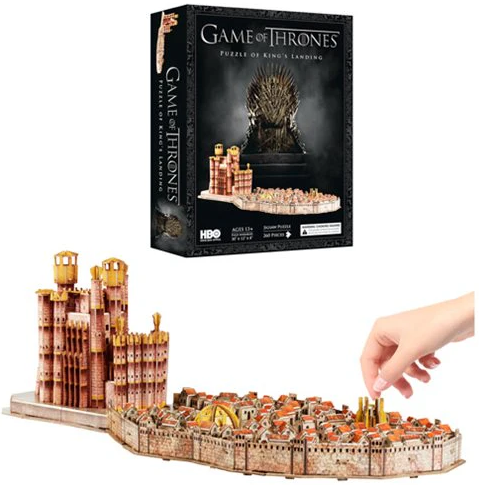 GAME OF THRONES
PUZZLE OF KING'S LANDING
GAME OF THRONES
PUZZLE OF KING'S LANDING
HBO
AGES 13+
JIGSAW PUZZLE
260 PIECES